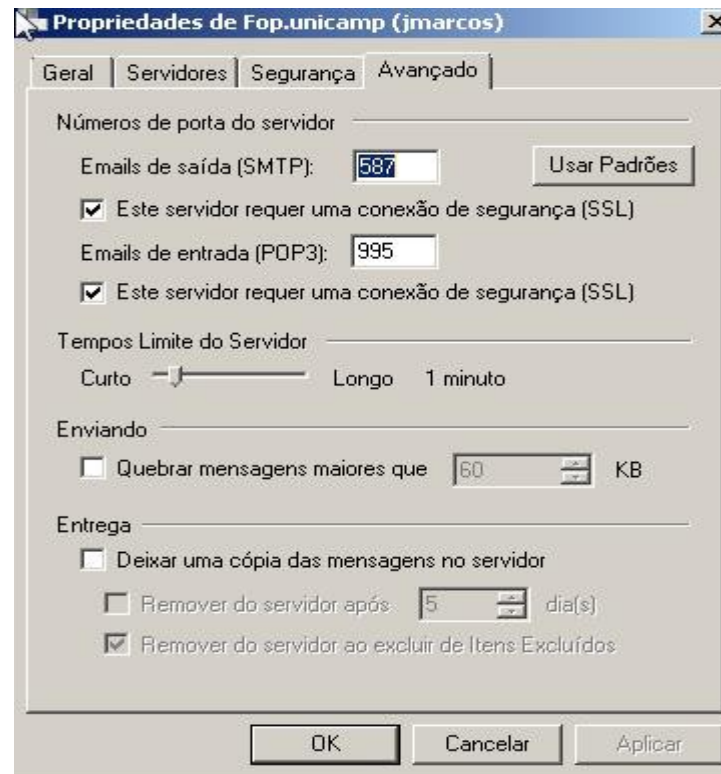 Propriedades de Fop.unicamp (jmarcos)
Geral Servidores Segurança Avançado
Números de porta do servidor
Emails de saída (SMTP): 587 Usar Padrões
Este servidor requer uma conexão de segurança (SSL)
Emails de entrada (POP3): 995
Este servidor requer uma conexão de segurança (SSL)
Tempos Limite do Servidor
Curto Longo 1 minuto
Enviando
Quebrar mensagens maiores que 60 KB
Entrega
Deixar uma cópia das mensagens no servidor
Remover do servidor após 5 dia(s)
Remover do servidor ao excluir de Itens Excluídos
OK Cancelar Aplicar